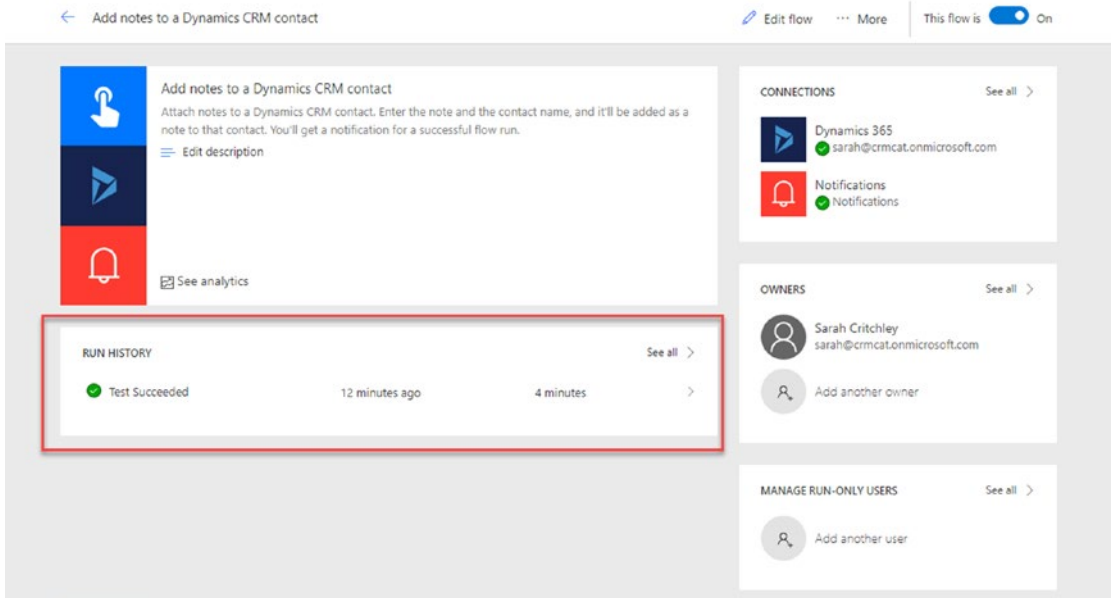 Add notes to a Dynamics CRM contact
Edit flow
More
This flow is
On
Add notes to a Dynamics CRM contact
Attach notes to a Dynamics CRM contact. Enter the note and the contact name, and it'll be added as a
note to that contact. You'll get a notification for a successful flow run.
Edit description
See analytics
RUN HISTORY
See all
Test Succeeded
12 minutes ago
4 minutes
CONNECTIONS
See all
Dynamics 365
sarah@crmcat.onmicrosoft.com
Notifications
Notifications
OWNERS
See all
Sarah Critchley
sarah@crmcat.onmicrosoft.com
Add another owner
MANAGE RUN-ONLY USERS
See all
Add another user